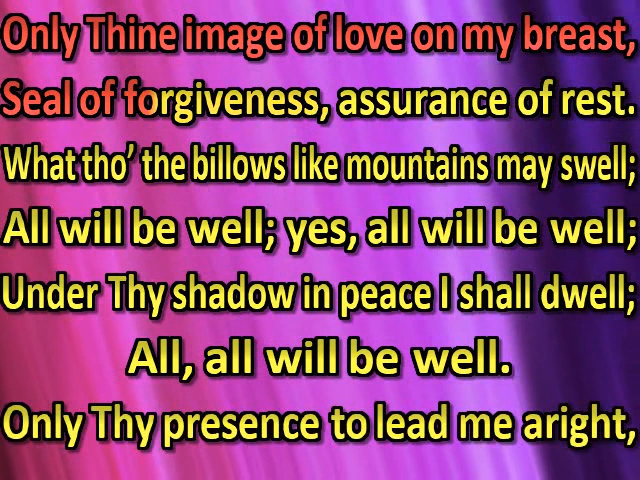 Only Thine image of love on my breast,
Seal of forgiveness, assurance of rest.
What tho' the billows like mountains may swell;
All will be well; yes, all will be well;
Under Thy shadow in peace I shall dwell;
All, all will be well.
Only Thy presence to lead me aright,